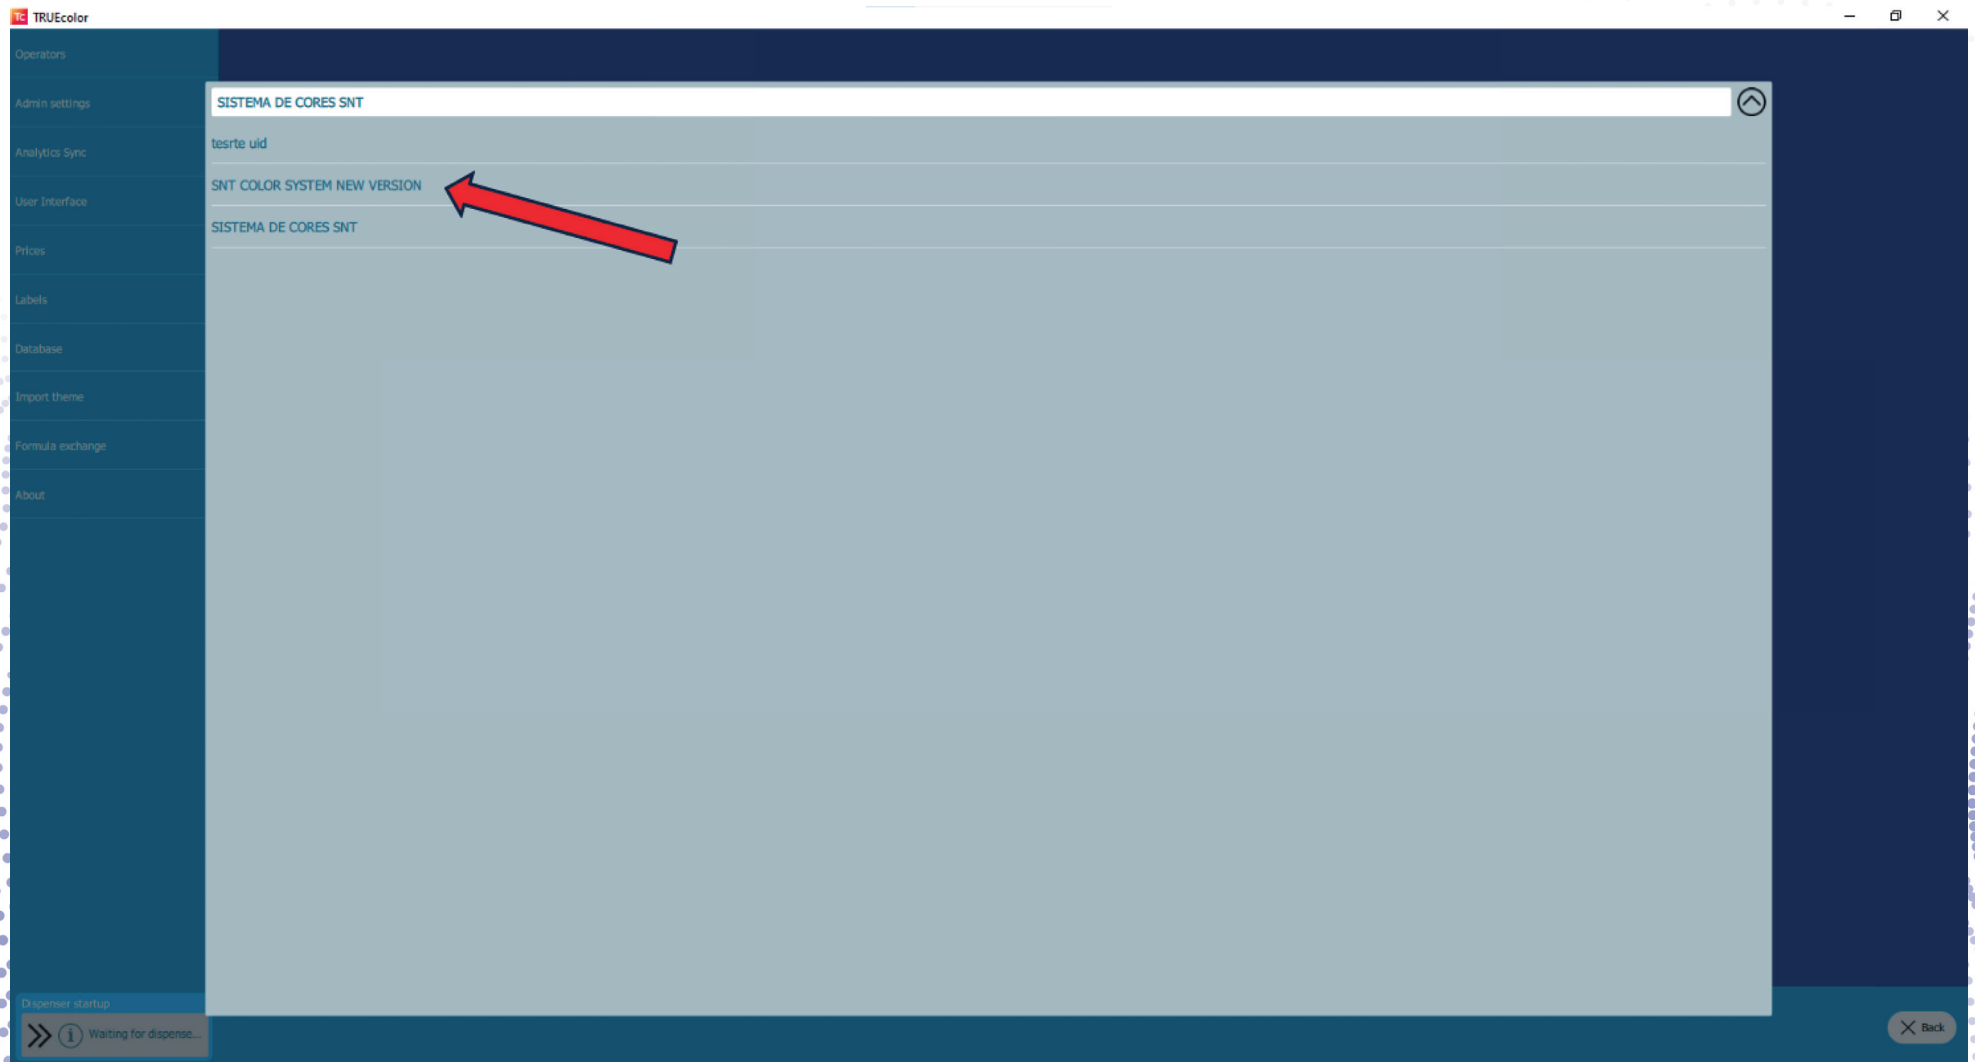 Tc TRUEcolor
Operators
Admin settings
Analytics Sync
User Interface
Prices
Labels
Database
Import theme
Formula exchange
About
SISTEMA DE CORES SNT
tesrte uid
SNT COLOR SYSTEM NEW VERSION
SISTEMA DE CORES SNT
Dispenser startup
i Waiting for dispense...
Back